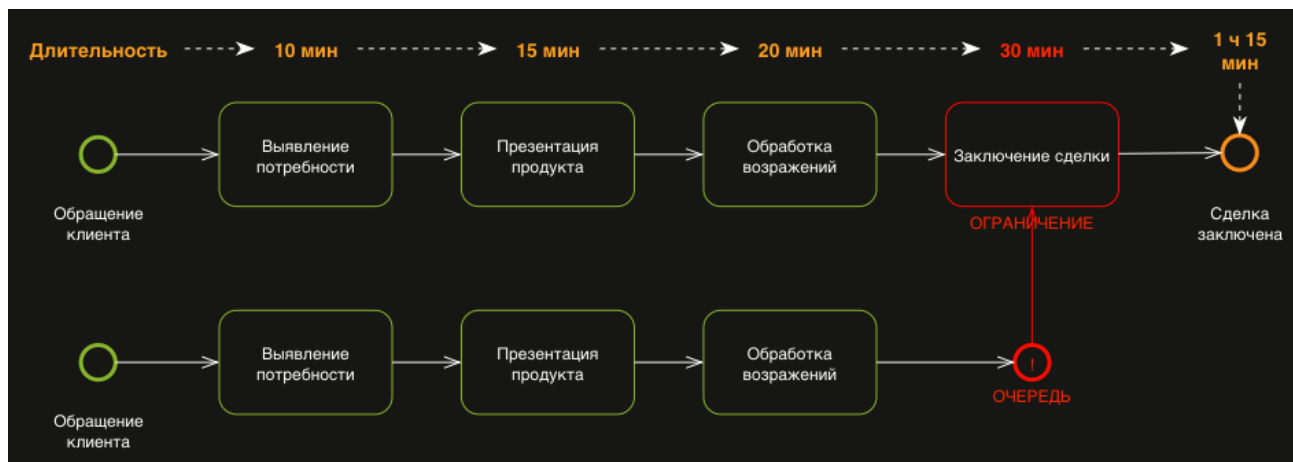 Длительность 10 мин 15 мин 20 мин 30 мин 1 ч 15
мин
Выявление
потребности
Презентация
продукта
Обработка
возражений
Заключение сделки
Обращение
клиента
ОГРАНИЧЕНИЕ
Сделка
заключена
Выявление
потребности
Презентация
продукта
Обработка
возражений
!
ОЧЕРЕДЬ
Обращение
клиента